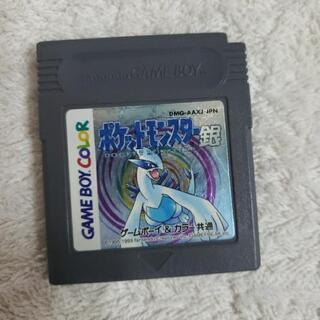 Nintendo GAME BOY
DMG-AAXJ-JPN
ポケットモンスター銀
GAME BOY COLOR
ゲームボーイ&カラー共通